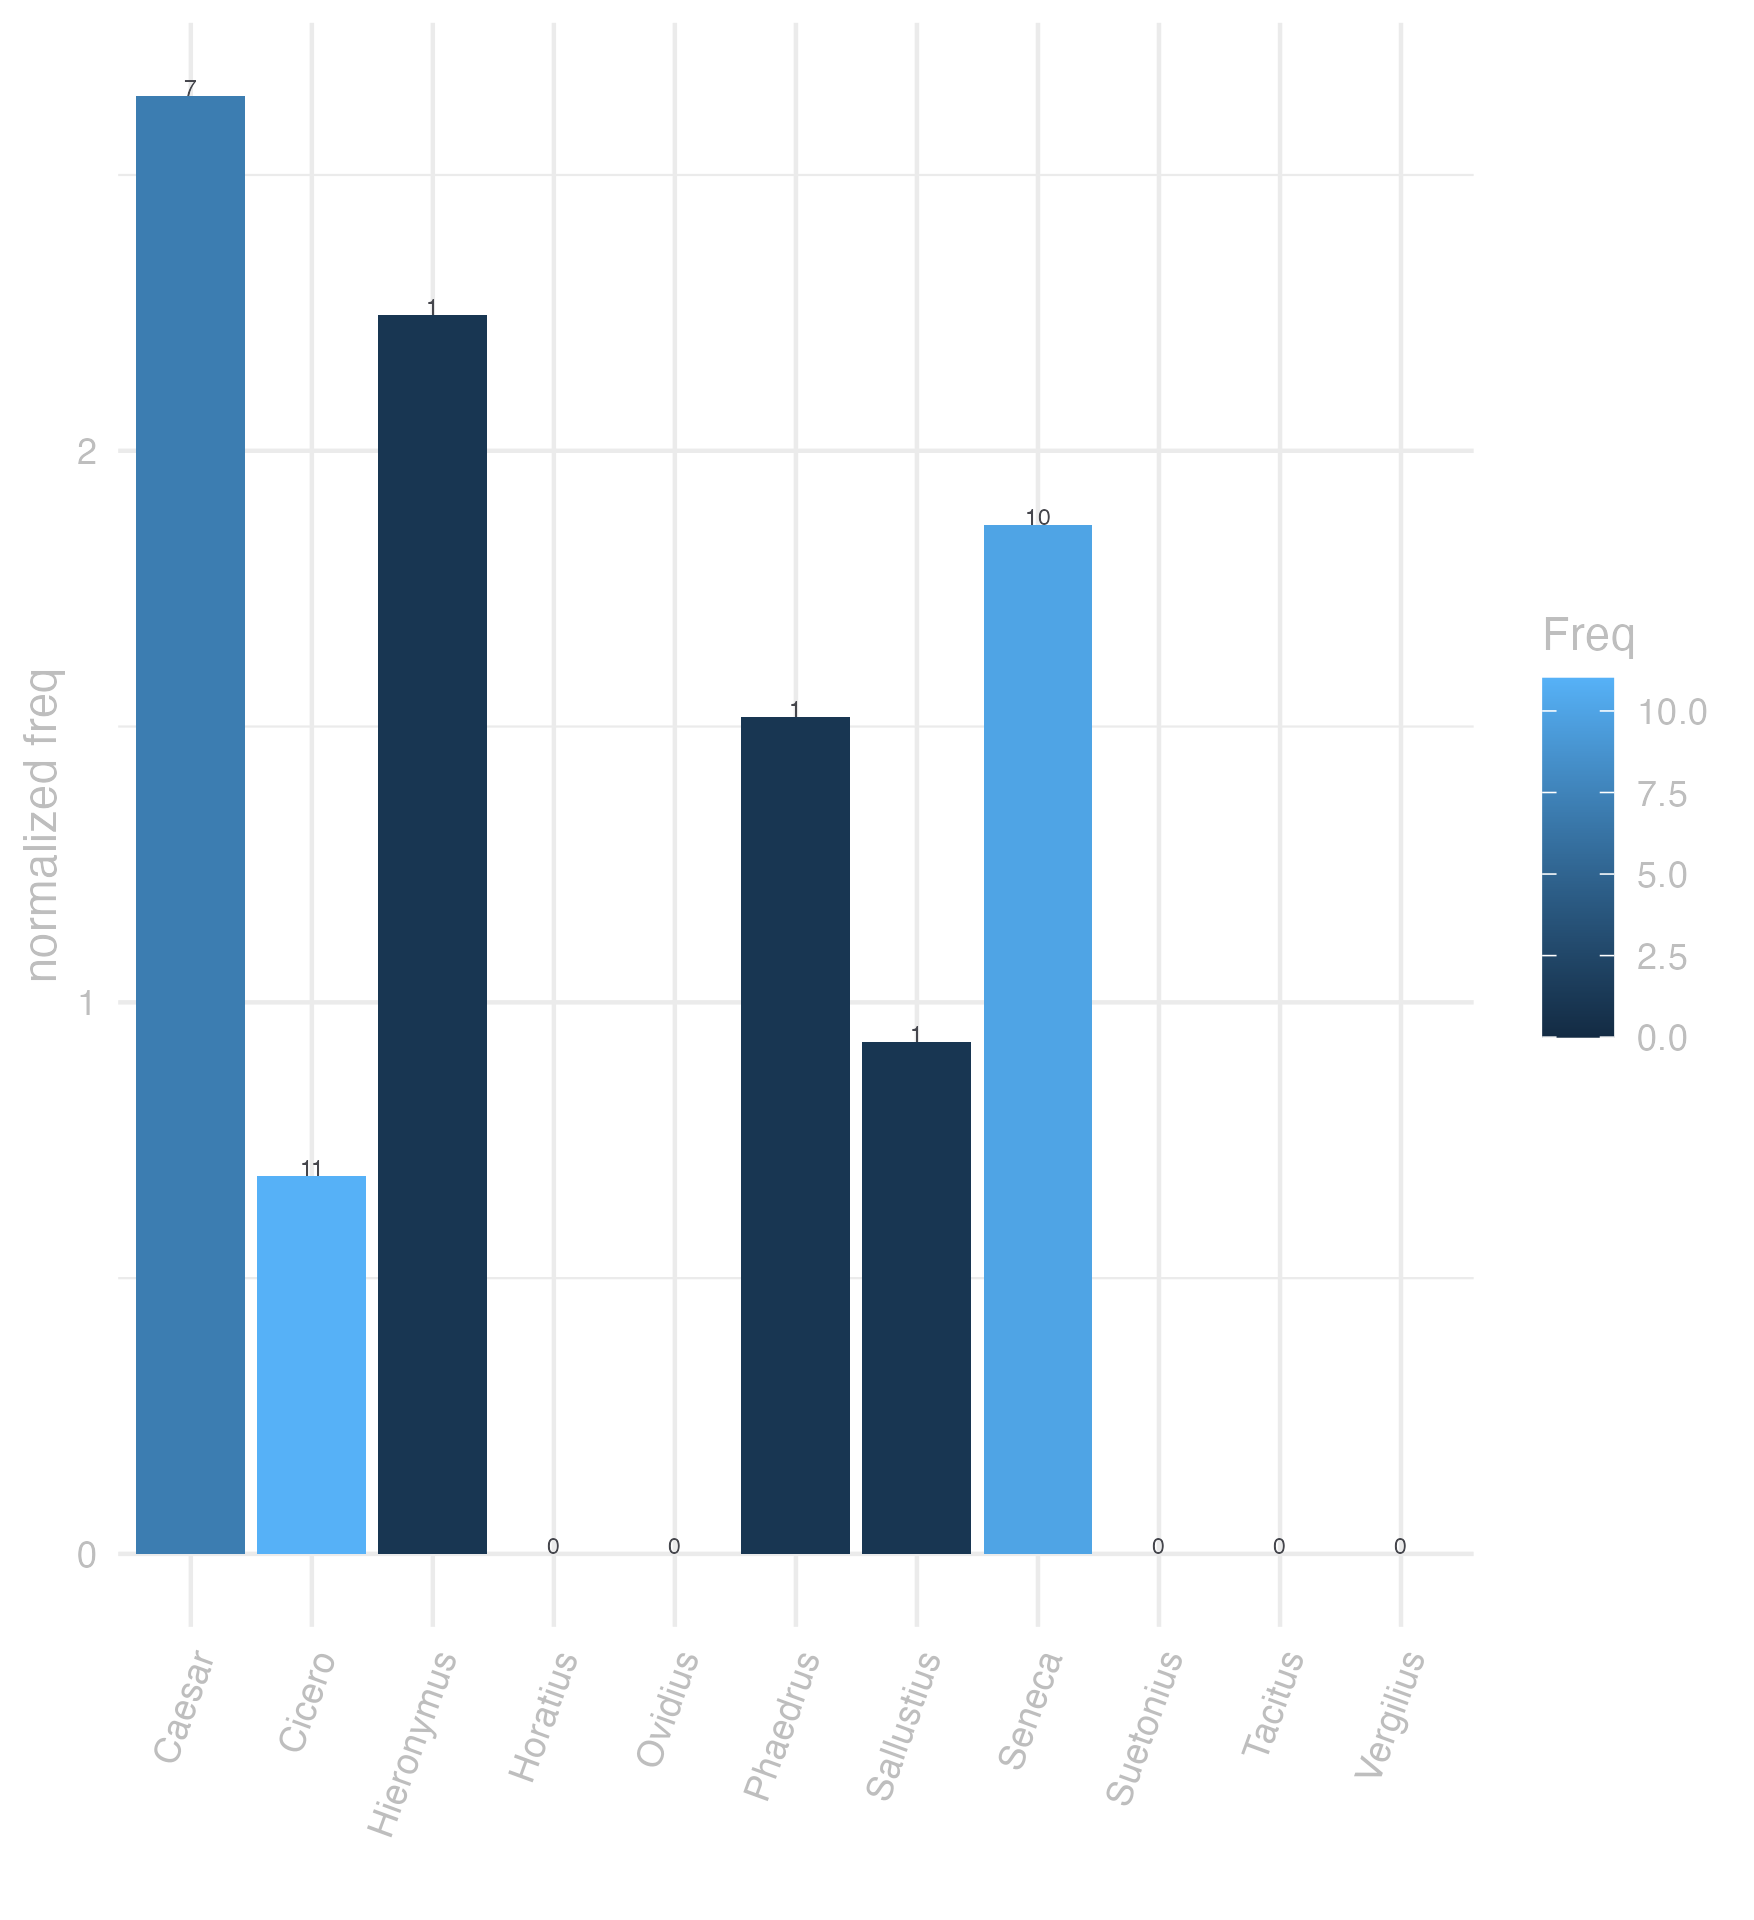 7
1
10
1
1
11
0
0
0
0
0
2
1
0
normalized freq
Caesar
Cicero
Hieronymus
Horatius
Ovidius
Phaedrus
Sallustius
Seneca
Suetonius
Tacitus
Vergilius
Freq
10.0
7.5
5.0
2.5
0.0